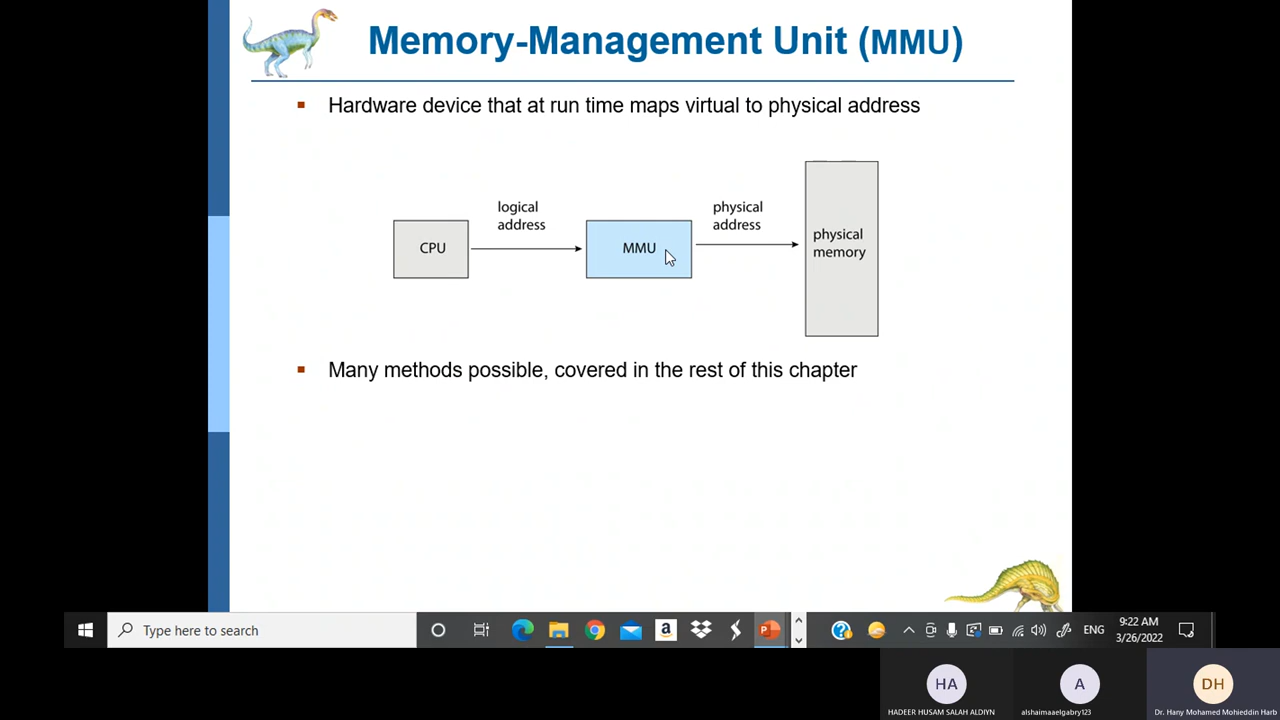 Memory-Management Unit (MMU)
Hardware device that at run time maps virtual to physical address
logical
address
physical
address
CPU
MMU
physical
memory
Many methods possible, covered in the rest of this chapter
Type here to search
a
ENG
9:22 AM
3/26/2022
HA
HADEER HUSAM SALAH ALDIYN
A
alshaimaaelgabry123
DH
Dr. Hany Mohamed Mohieddin Harb